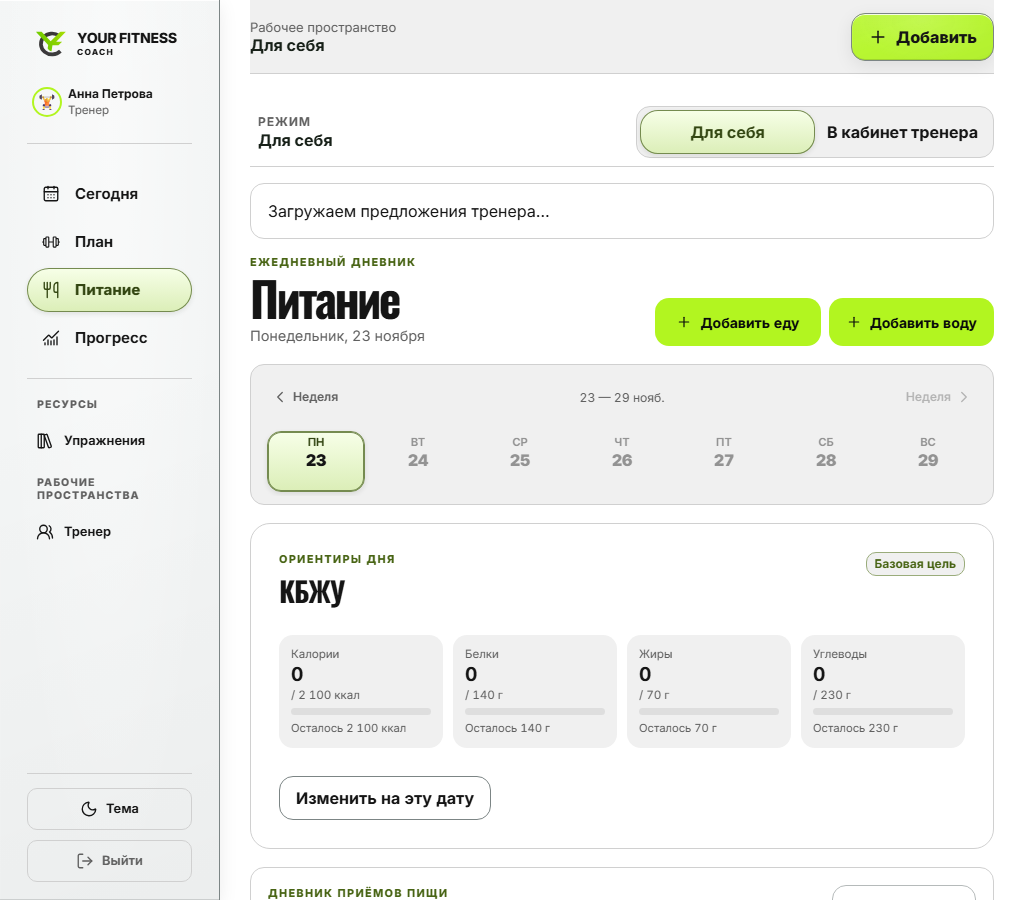 YOUR FITNESS
COACH
Анна Петрова
Тренер
Сегодня
План
Питание
Прогресс
РЕСУРСЫ
Упражнения
РАБОЧИЕ
ПРОСТРАНСТВА
Тренер
Тема
Выйти
Рабочее пространство
Для себя
Добавить
РЕЖИМ
Для себя
Для себя
В кабинет тренера
Загружаем предложения тренера...
ЕЖЕДНЕВНЫЙ ДНЕВНИК
Питание
Понедельник, 23 ноября
Добавить еду
Добавить воду
Неделя
23 — 29 нояб.
Неделя
ПН
23
ВТ
24
СР
25
ЧТ
26
ПТ
27
СБ
28
ВС
29
ОРИЕНТИРЫ ДНЯ
КБЖУ
Базовая цель
Калории
0
/ 2 100 ккал
Осталось 2 100 ккал
Белки
0
/ 140 г
Осталось 140 г
Жиры
0
/ 70 г
Осталось 70 г
Углеводы
0
/ 230 г
Осталось 230 г
Изменить на эту дату
ДНЕВНИК ПРИЁМОВ ПИЩИ